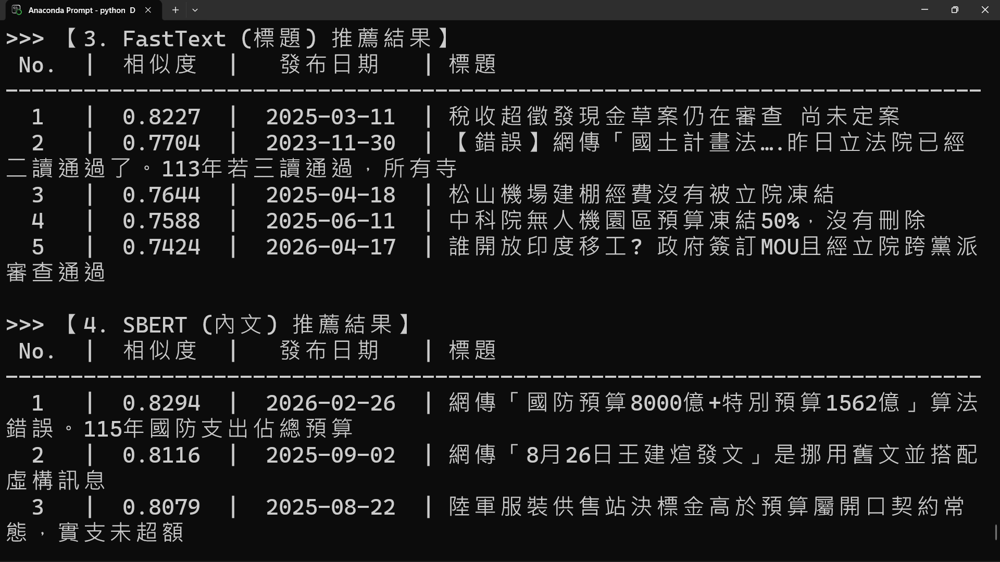 Anaconda Prompt - python D
>>> 【3. FastText (標題) 推薦結果】
No. | 相似度 | 發布日期 | 標題
---------------------------------------------------------------------------
1 | 0.8227 | 2025-03-11 | 稅收超徵發現金草案仍在審查 尚未定案
2 | 0.7704 | 2023-11-30 | 【錯誤】網傳「國土計畫法….昨日立法院已經
二讀通過了。113年若三讀通過，所有寺
3 | 0.7644 | 2025-04-18 | 松山機場建棚經費沒有被立院凍結
4 | 0.7588 | 2025-06-11 | 中科院無人機園區預算凍結50%，沒有刪除
5 | 0.7424 | 2026-04-17 | 誰開放印度移工? 政府簽訂MOU且經立院跨黨派
審查通過
>>> 【4. SBERT (內文) 推薦結果】
No. | 相似度 | 發布日期 | 標題
---------------------------------------------------------------------------
1 | 0.8294 | 2026-02-26 | 網傳「國防預算8000億+特別預算1562億」算法
錯誤。115年國防支出佔總預算
2 | 0.8116 | 2025-09-02 | 網傳「8月26日王建煊發文」是挪用舊文並搭配
虛構訊息
3 | 0.8079 | 2025-08-22 | 陸軍服裝供售站決標金高於預算屬開口契約常
態，實支未超額